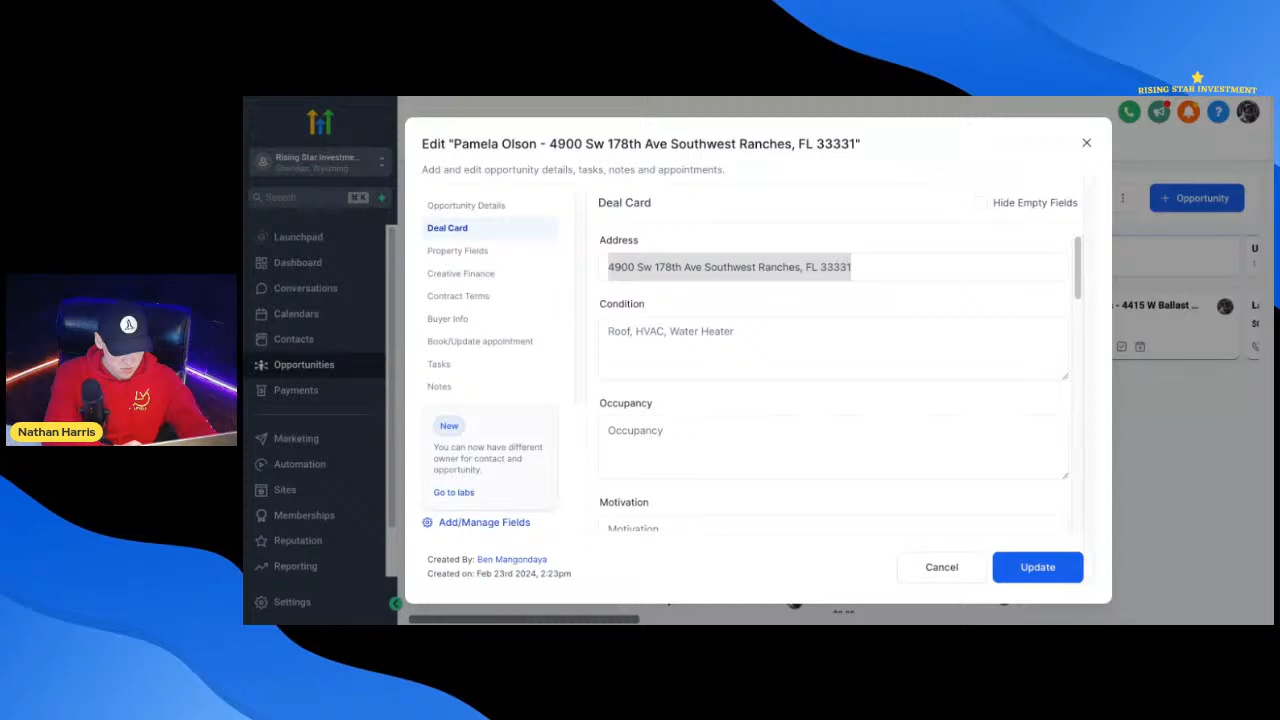 RISING STAR INVESTMENT
Rising Star Investme...
Sheridan, Wyoming
Search
⌘K
Launchpad
Dashboard
Conversations
Calendars
Contacts
Opportunities
Payments
Marketing
Automation
Sites
Memberships
Reputation
Reporting
Settings
Edit "Pamela Olson - 4900 Sw 178th Ave Southwest Ranches, FL 33331"
Add and edit opportunity details, tasks, notes and appointments.
Opportunity Details
Deal Card
Property Fields
Creative Finance
Contract Terms
Buyer Info
Book/Update appointment
Tasks
Notes
New
You can now have different
owner for contact and
opportunity.
Go to labs
Add/Manage Fields
Created By: Ben Mangondaya
Created on: Feb 23rd 2024, 2:23pm
Deal Card
Hide Empty Fields
Address
4900 Sw 178th Ave Southwest Ranches, FL 33331
Condition
Roof, HVAC, Water Heater
Occupancy
Occupancy
Motivation
Motivation
Cancel
Update
+ Opportunity
- 4415 W Ballast ...
Nathan Harris